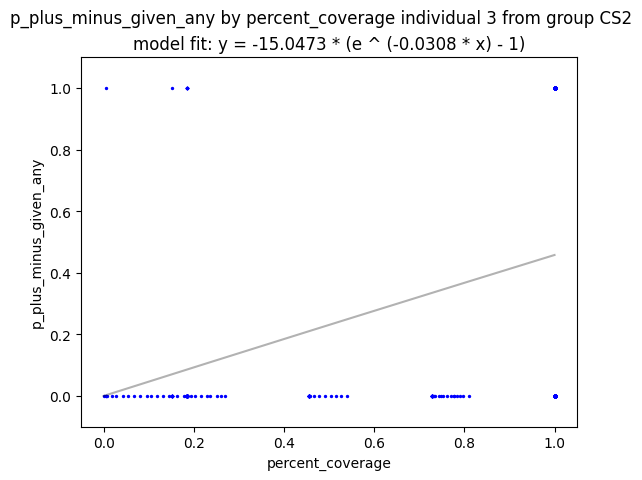 p_plus_minus_given_any by percent_coverage individual 3 from group CS2
model fit: y = -15.0473 * (e ^ (-0.0308 * x) - 1)
1.0
0.8
0.6
0.4
0.2
0.0
p_plus_minus_given_any
0.0 0.2 0.4 0.6 0.8 1.0
percent_coverage